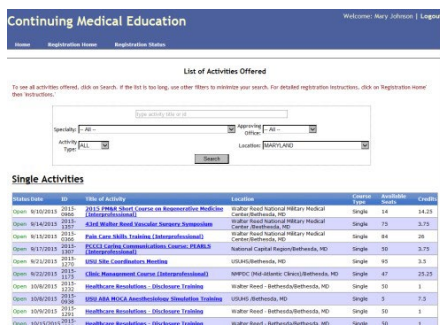 Continuing Medical Education
Welcome: Mary Johnson | Logout
Home Registration Home Registration Status
List of Activities Offered
To see all activities offered, click on Search. If the list is too long, use other filters to minimize your search. For detailed registration instructions, click on 'Registration Home'
then 'Instructions.'
Type activity title or id
Specialty: -- All -- Approving Office: -- All --
Activity Type: ALL Location: MARYLAND
Search
Single Activities
Status Date ID Title of Activity Location Course Type Available Seats Credits
Open 9/10/2015 2015-0966 2015 PM&R Short Course on Regenerative Medicine (Interprofessional) Walter Reed National Military Medical Center/Bethesda, MD Single 14 14.25
Open 9/14/2015 2015-1357 43rd Walter Reed Vascular Surgery Symposium Walter Reed National Military Medical Center /Bethesda, MD Single 75 3.75
Open 9/16/2015 2015-0366 Pain Care Skills Training (Interprofessional) Walter Reed National Military Medical Center/Bethesda, MD Single 84 26
Open 9/17/2015 2015-1307 PCCC3 Caring Communications Course: PEARLS (Interprofessional) National Capital Region/Bethesda, MD Single 50 3.75
Open 9/21/2015 2015-1270 USU Site Coordinators Meeting USUHS/Bethesda, MD Single 95 3.5
Open 9/22/2015 2015-1173 Clinic Management Course (Interprofessional) NMPDC (Mid-Atlantic Clinics)/Bethesda, MD Single 47 23.25
Open 10/8/2015 2015-1232 Healthcare Resolutions - Disclosure Training Walter Reed - Bethesda/Bethesda, MD Single 50 1
Open 10/8/2015 2015-0938 USU ABA MOCA Anesthesiology Simulation Training USUHS /Bethesda, MD Single 3 7.5
Open 10/9/2015 2015-1291 Healthcare Resolutions - Disclosure Training Walter Reed - Bethesda/Bethesda, MD Single 50 1
Open 10/15/2015 2015- Healthcare Resolutions - Disclosure Training Walter Reed - Bethesda/Bethesda, MD Single 50 1